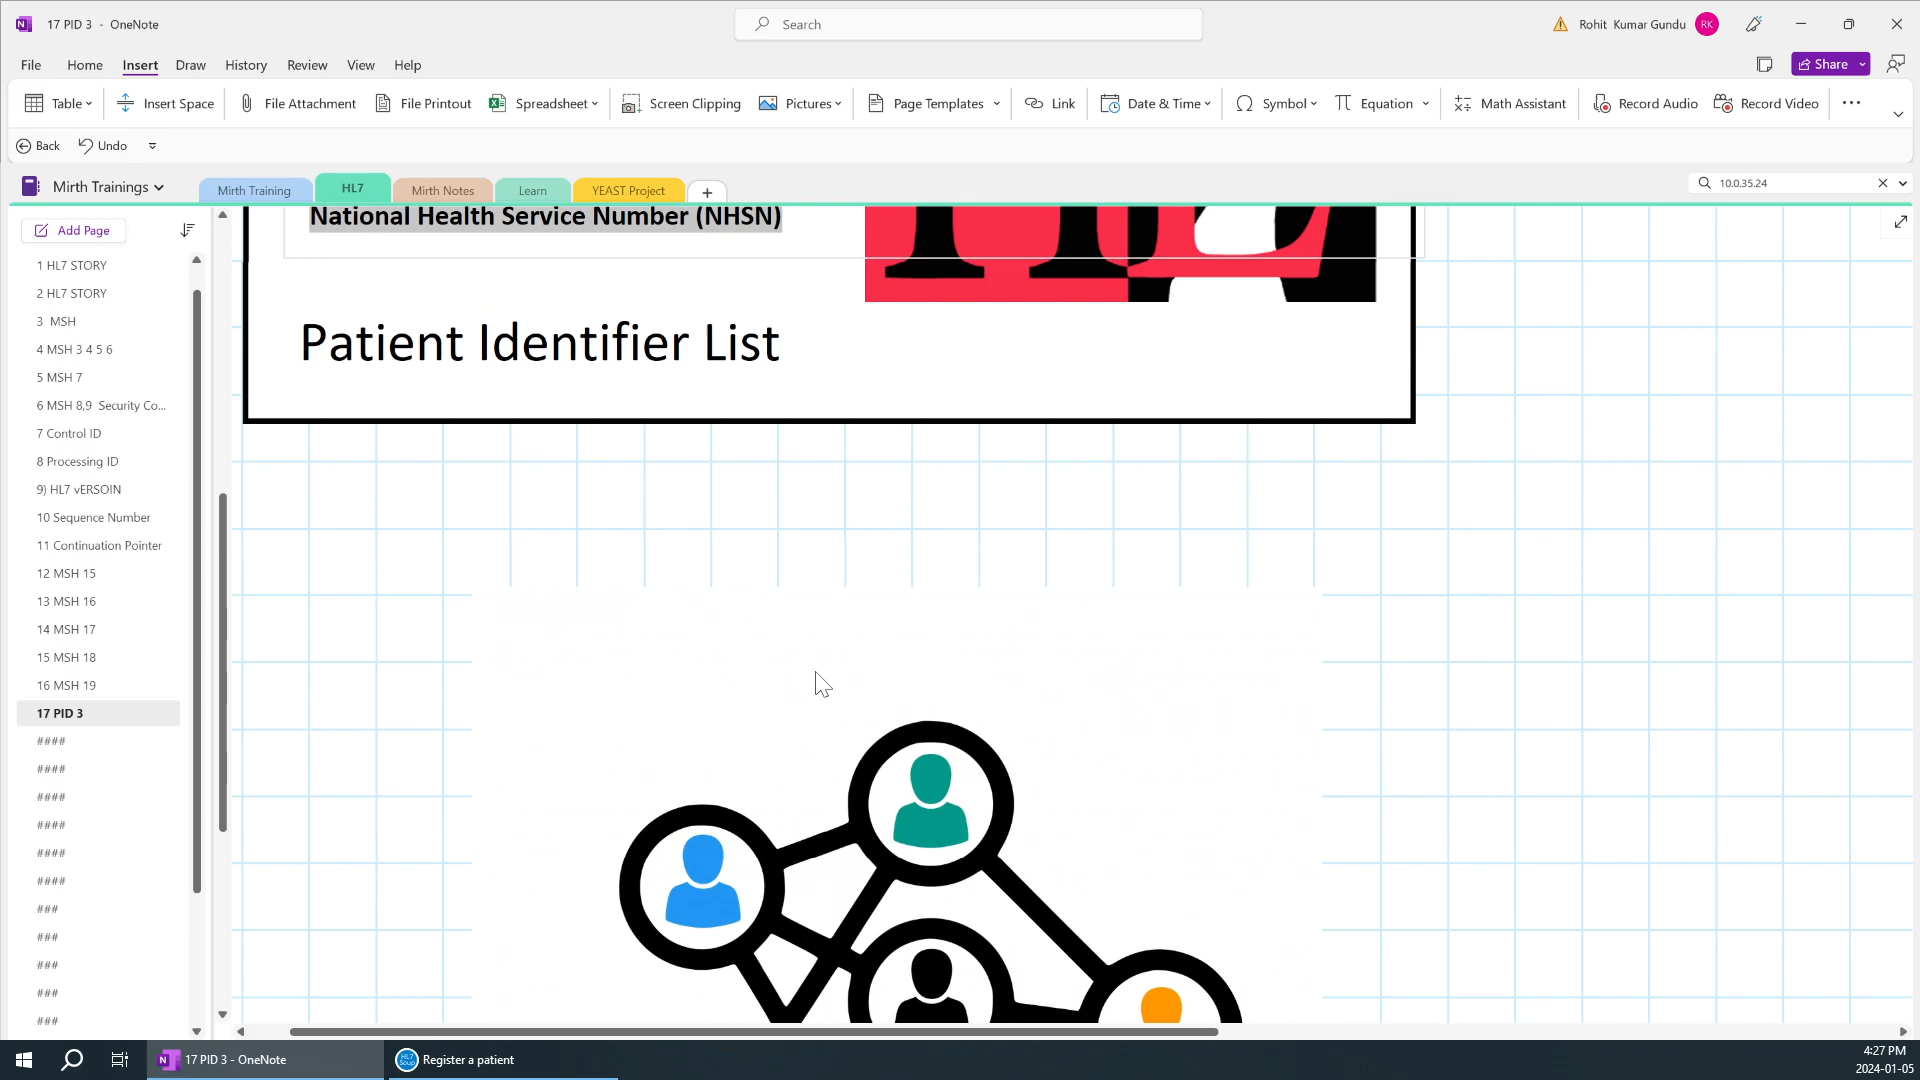 17 PID 3 - OneNote
Search
Rohit Kumar Gundu
RK
File
Home
Insert
Draw
History
Review
View
Help
Share
Table
Insert Space
File Attachment
File Printout
Spreadsheet
Screen Clipping
Pictures
Page Templates
Link
Date & Time
Symbol
Equation
Math Assistant
Record Audio
Record Video
Back
Undo
Mirth Trainings
Mirth Training
HL7
Mirth Notes
Learn
YEAST Project
10.0.35.24
Add Page
1 HL7 STORY
2 HL7 STORY
3 MSH
4 MSH 3 4 5 6
5 MSH 7
6 MSH 8,9 Security Co...
7 Control ID
8 Processing ID
9) HL7 vERSOIN
10 Sequence Number
11 Continuation Pointer
12 MSH 15
13 MSH 16
14 MSH 17
15 MSH 18
16 MSH 19
17 PID 3
####
####
####
####
####
####
###
###
###
###
###
National Health Service Number (NHSN)
Patient Identifier List
17 PID 3 - OneNote
HL7
Soup
Register a patient
4:27 PM
2024-01-05